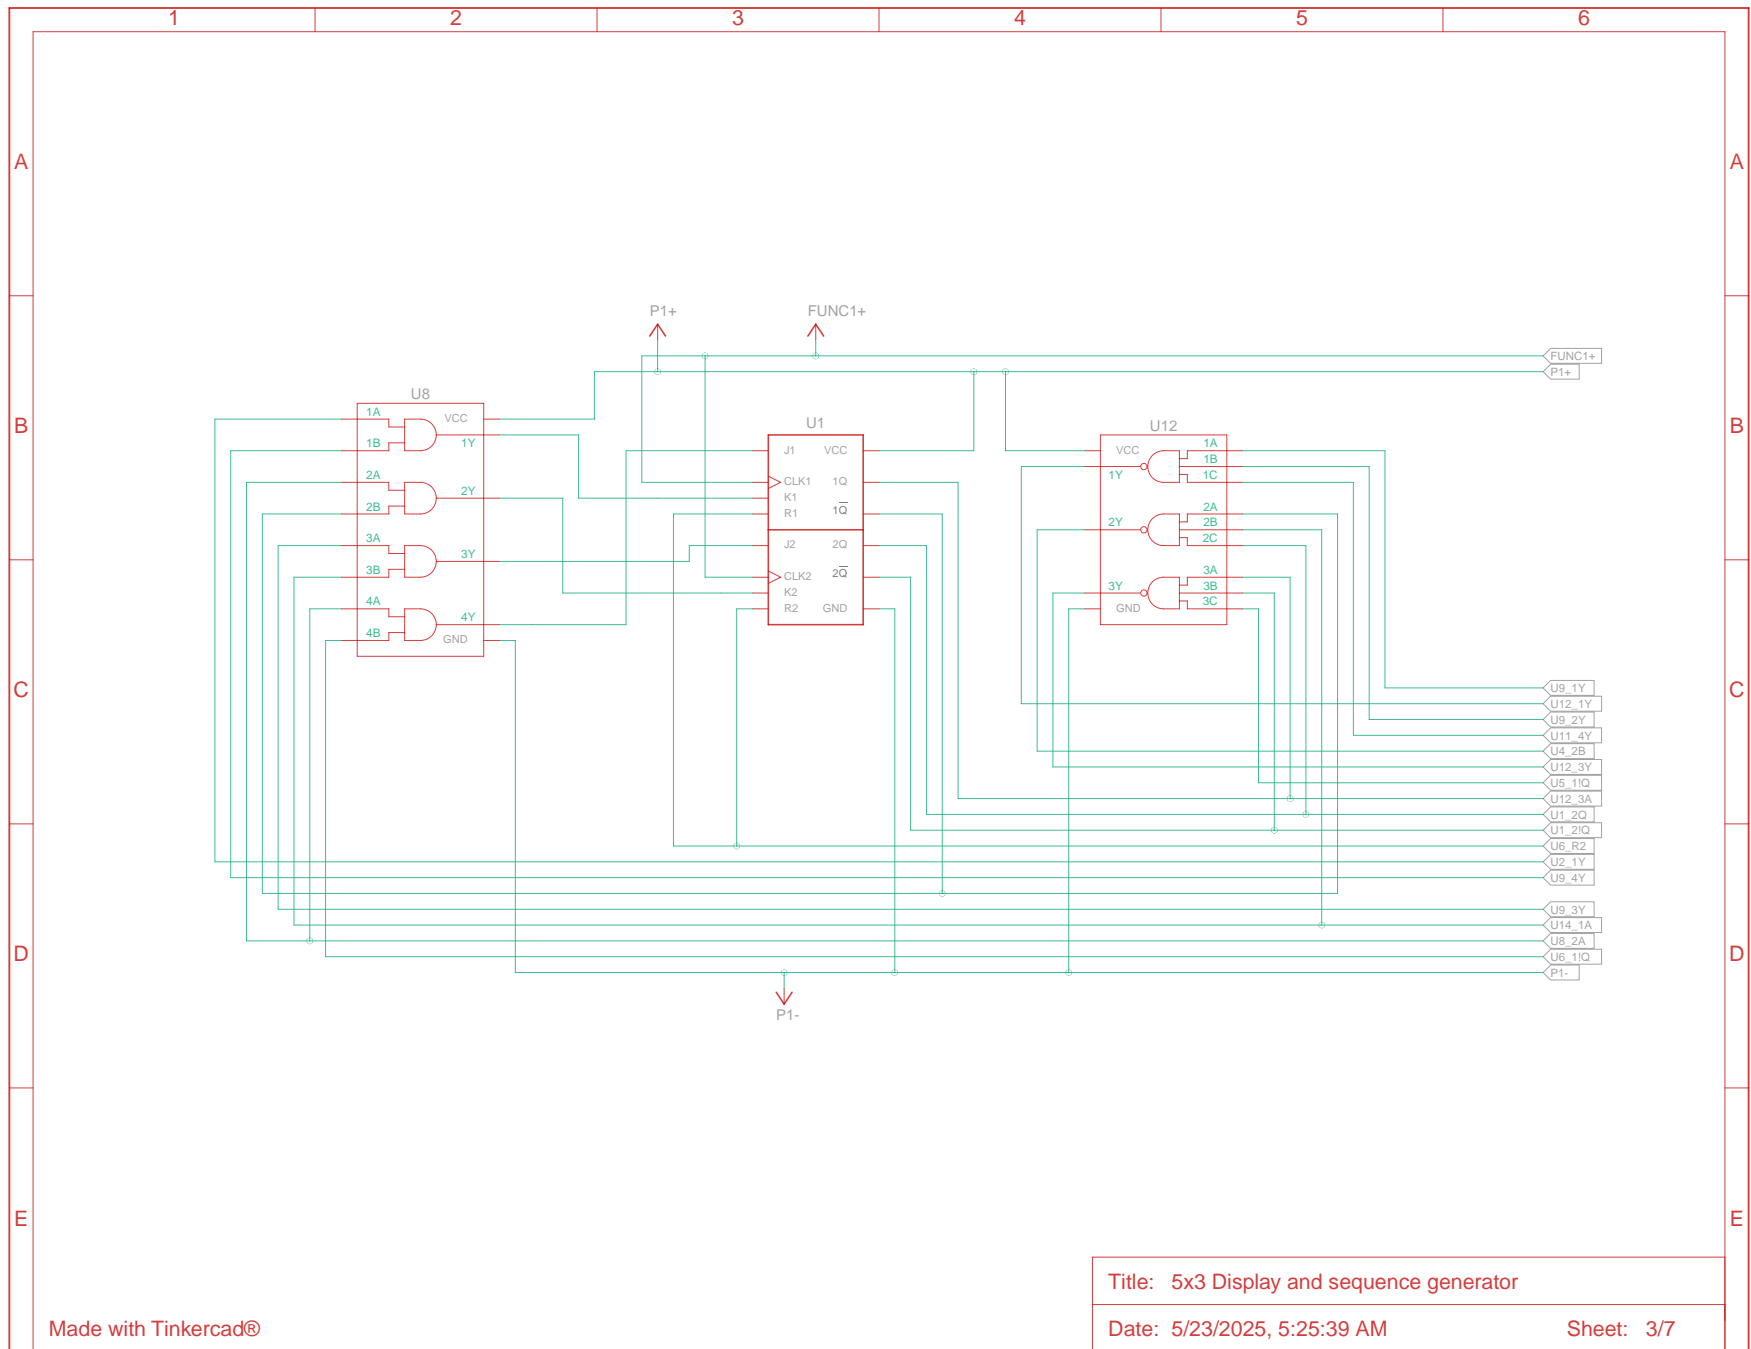 1 2 3 4 5 6
A A
P1+ FUNC1+
FUNC1+
P1+
U8
B B
1A VCC
1B 1Y
2A 2Y
2B
3A 3Y
3B
4A 4Y
4B GND
U1
J1 VCC
CLK1 1Q
K1
R1 1Q̅
J2 2Q
CLK2 2Q̅
K2
R2 GND
U12
VCC 1A
1B
1Y 1C
2A
2Y 2B
2C
3A
3Y 3B
GND 3C
C C
U9_1Y
U12_1Y
U9_2Y
U11_4Y
U4_2B
U12_3Y
U5_1!Q
U12_3A
U1_2Q
U1_2!Q
U6_R2
U2_1Y
U9_4Y
U9_3Y
U14_1A
U8_2A
D D
U6_1!Q
P1-
P1-
E E
Title: 5x3 Display and sequence generator
Made with Tinkercad®
Date: 5/23/2025, 5:25:39 AM Sheet: 3/7